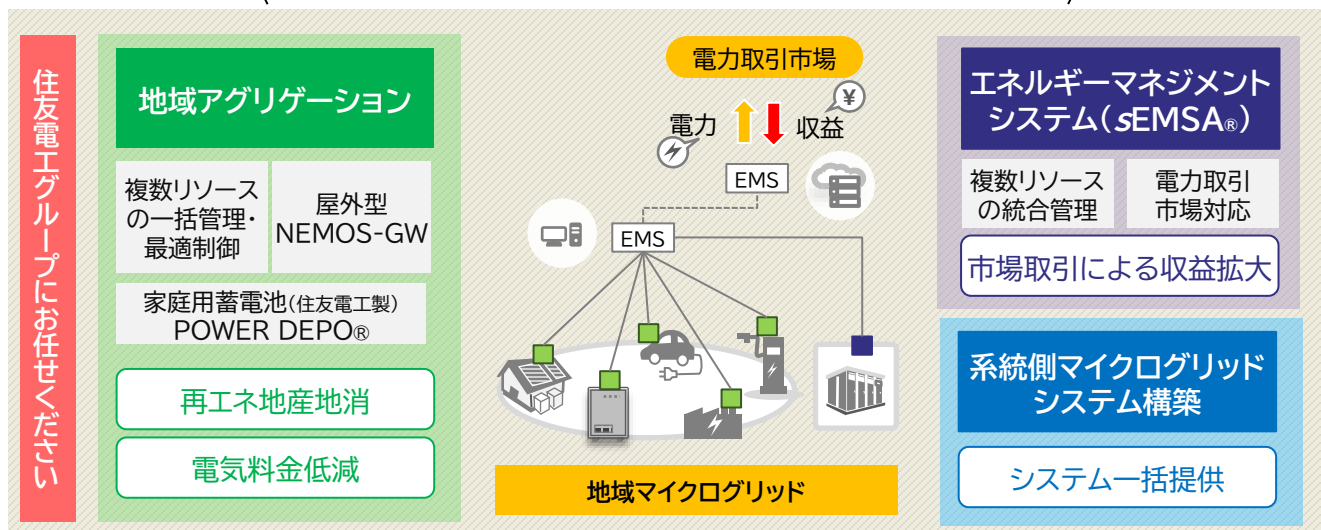 住友電工グループにお任せください
地域アグリゲーション
複数リソース
の一括管理・
最適制御
屋外型
NEMOS-GW
家庭用蓄電池(住友電工製)
POWER DEPO®
再エネ地産地消
電気料金低減
電力取引市場
¥
電力
収益
EMS
EMS
地域マイクログリッド
エネルギーマネジメント
システム(sEMSA®)
複数リソース
の統合管理
電力取引
市場対応
市場取引による収益拡大
系統側マイクログリッド
システム構築
システム一括提供